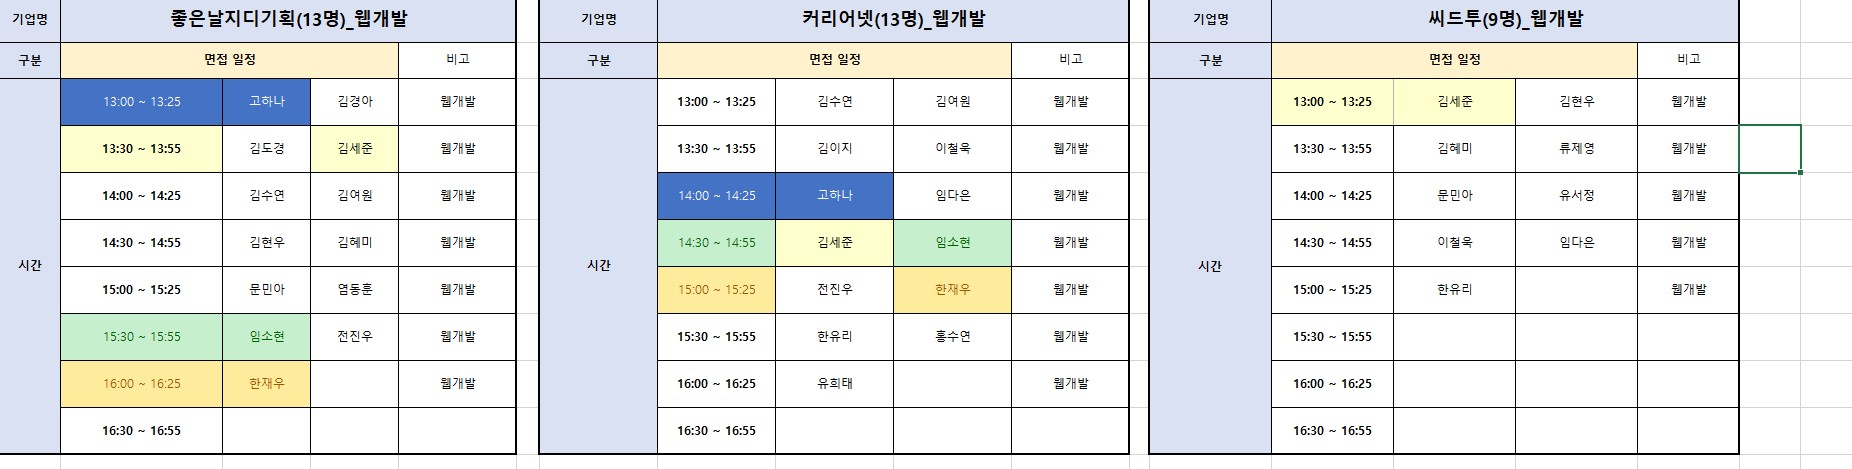 기업명 좋은날지디기획(13명)_웹개발
구분 면접 일정 비고
시간
13:00 ~ 13:25 고하나 김경아 웹개발
13:30 ~ 13:55 김도경 김세준 웹개발
14:00 ~ 14:25 김수연 김여원 웹개발
14:30 ~ 14:55 김현우 김혜미 웹개발
15:00 ~ 15:25 문민아 염동훈 웹개발
15:30 ~ 15:55 임소현 전진우 웹개발
16:00 ~ 16:25 한재우 웹개발
16:30 ~ 16:55
기업명 커리어넷(13명)_웹개발
구분 면접 일정 비고
시간
13:00 ~ 13:25 김수연 김여원 웹개발
13:30 ~ 13:55 김이지 이철욱 웹개발
14:00 ~ 14:25 고하나 임다은 웹개발
14:30 ~ 14:55 김세준 임소현 웹개발
15:00 ~ 15:25 전진우 한재우 웹개발
15:30 ~ 15:55 한유리 홍수연 웹개발
16:00 ~ 16:25 유희태 웹개발
16:30 ~ 16:55
기업명 씨드투(9명)_웹개발
구분 면접 일정 비고
시간
13:00 ~ 13:25 김세준 김현우 웹개발
13:30 ~ 13:55 김혜미 류제영 웹개발
14:00 ~ 14:25 문민아 유서정 웹개발
14:30 ~ 14:55 이철욱 임다은 웹개발
15:00 ~ 15:25 한유리 웹개발
15:30 ~ 15:55
16:00 ~ 16:25
16:30 ~ 16:55